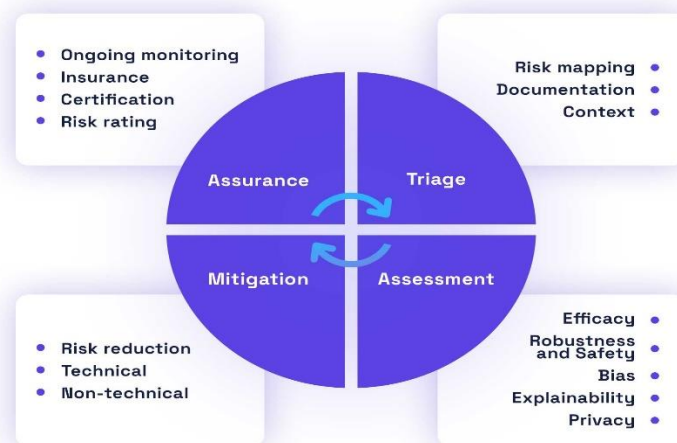 Ongoing monitoring
Insurance
Certification
Risk rating
Risk mapping
Documentation
Context
Assurance
Triage
Mitigation
Assessment
Risk reduction
Technical
Non-technical
Efficacy
Robustness
and Safety
Bias
Explainability
Privacy